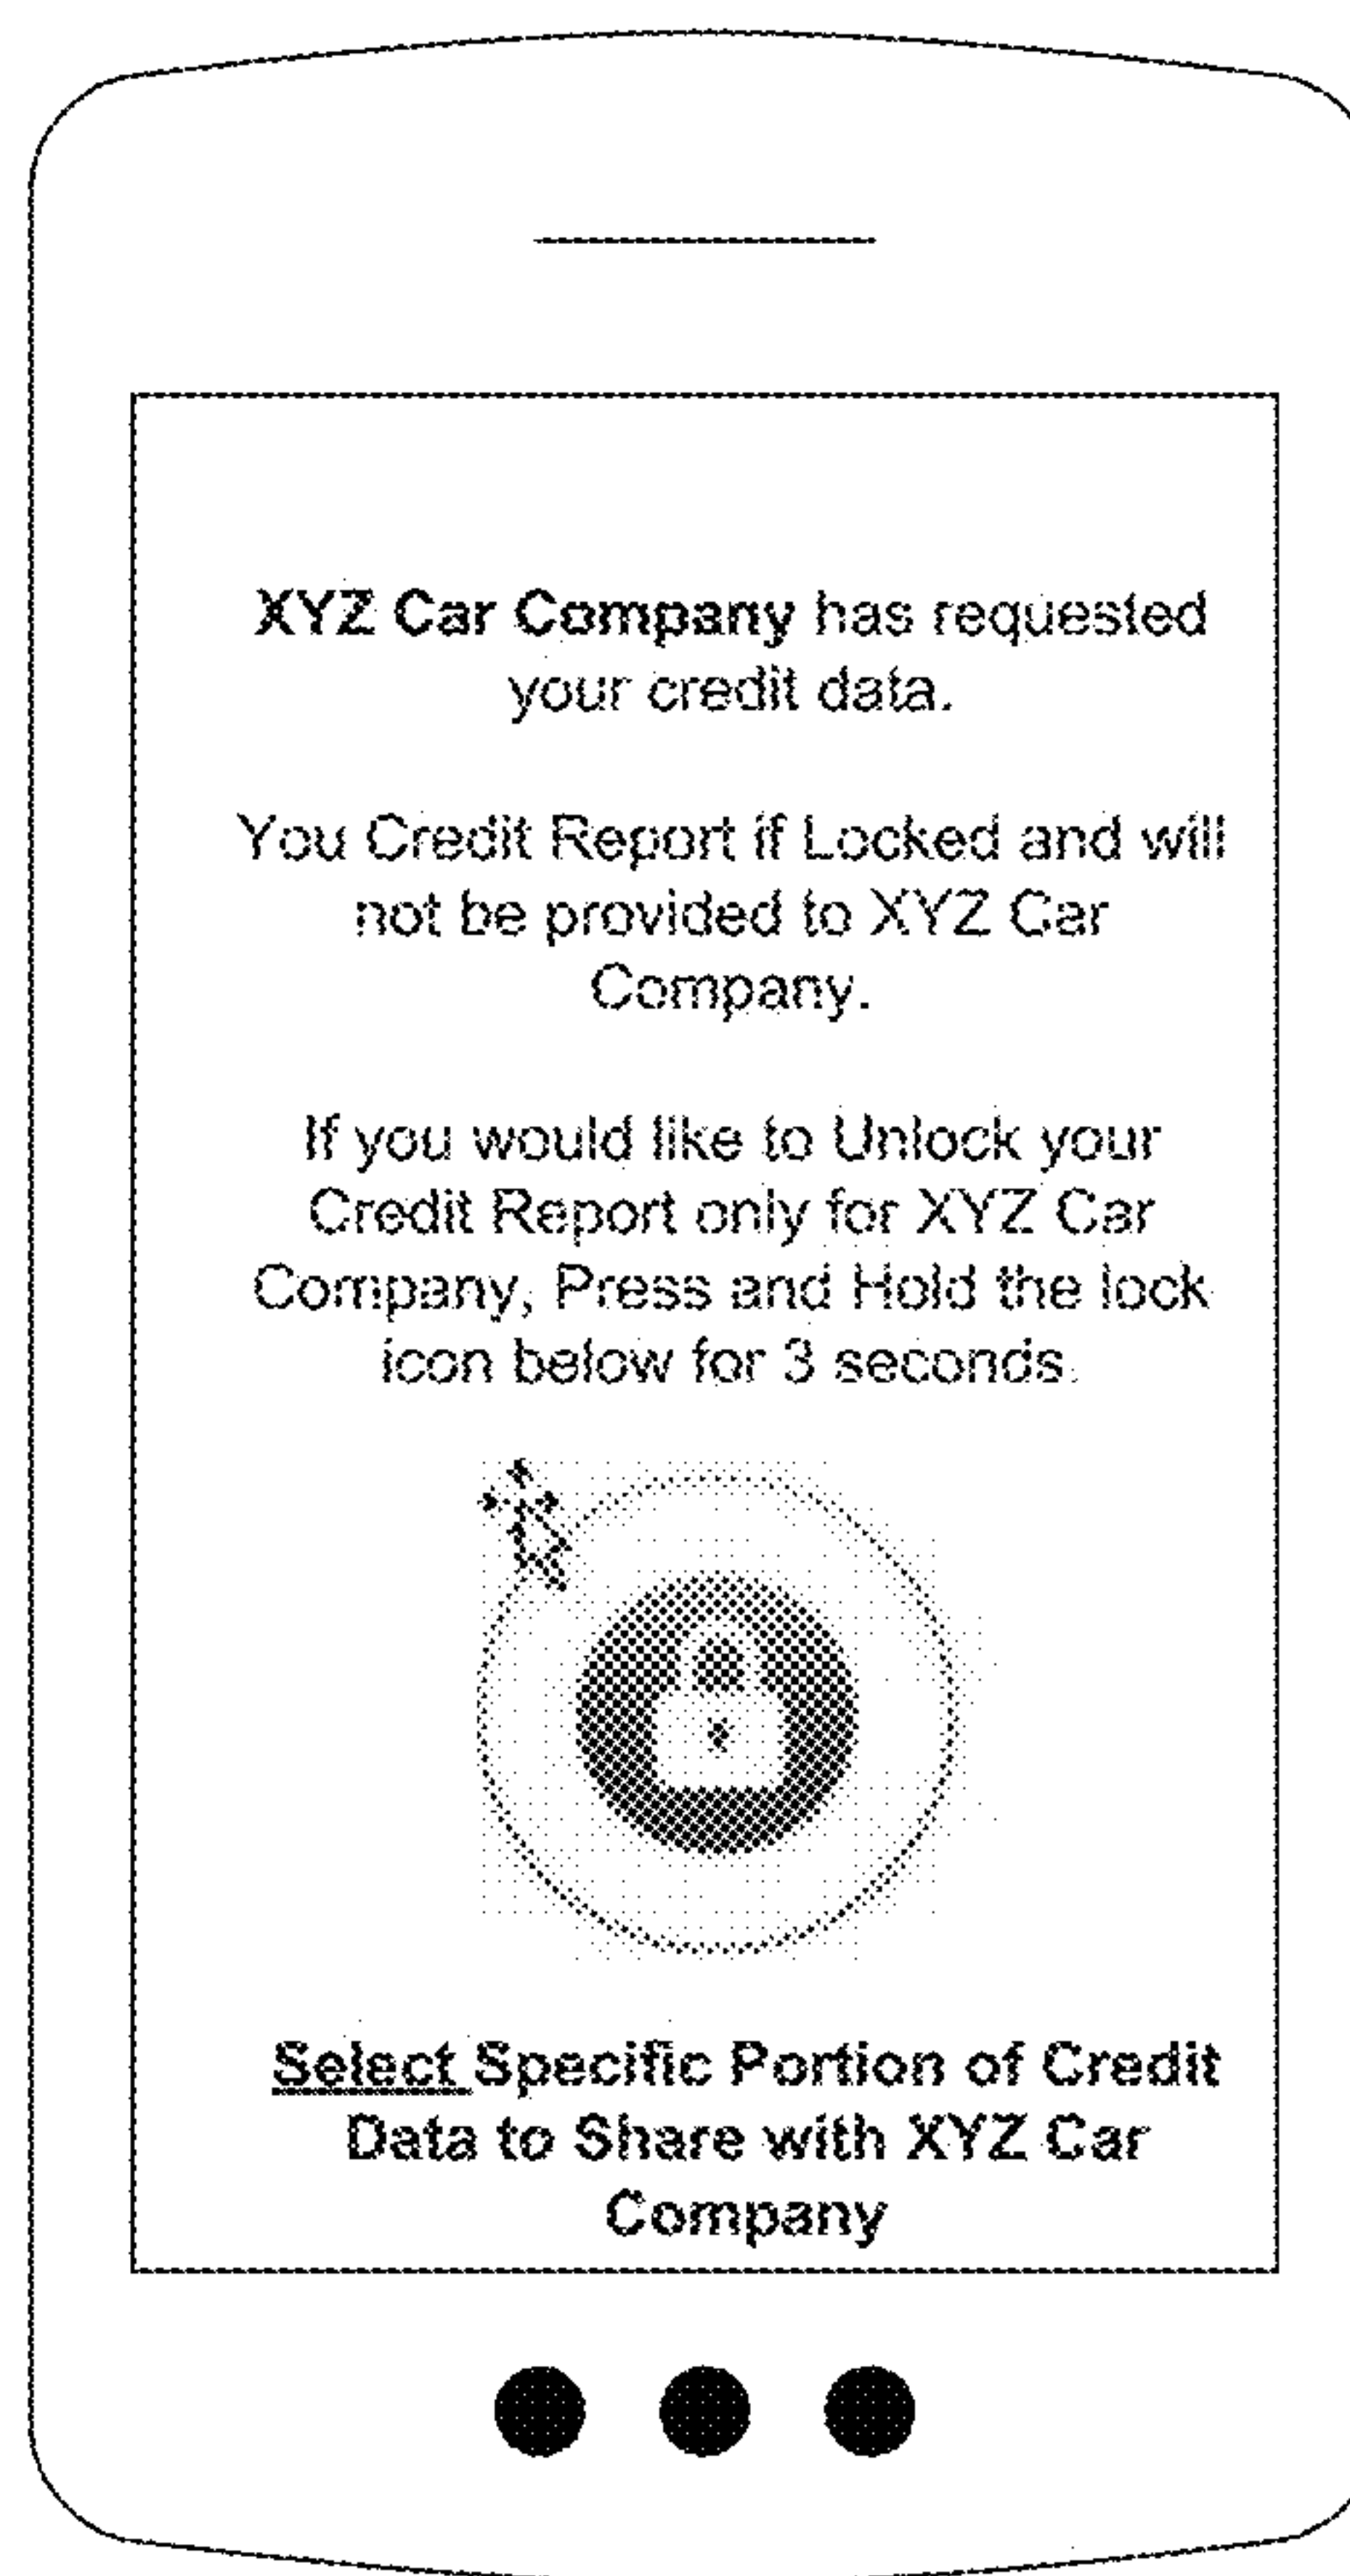 XYZ Car Company has requested
your credit data.
You Credit Report if Locked and will
not be provided to XYZ Car
Company.
If you would like to Unlock your
Credit Report only for XYZ Car
Company, Press and Hold the lock
icon below for 3 seconds.
Select Specific Portion of Credit
Data to Share with XYZ Car
Company